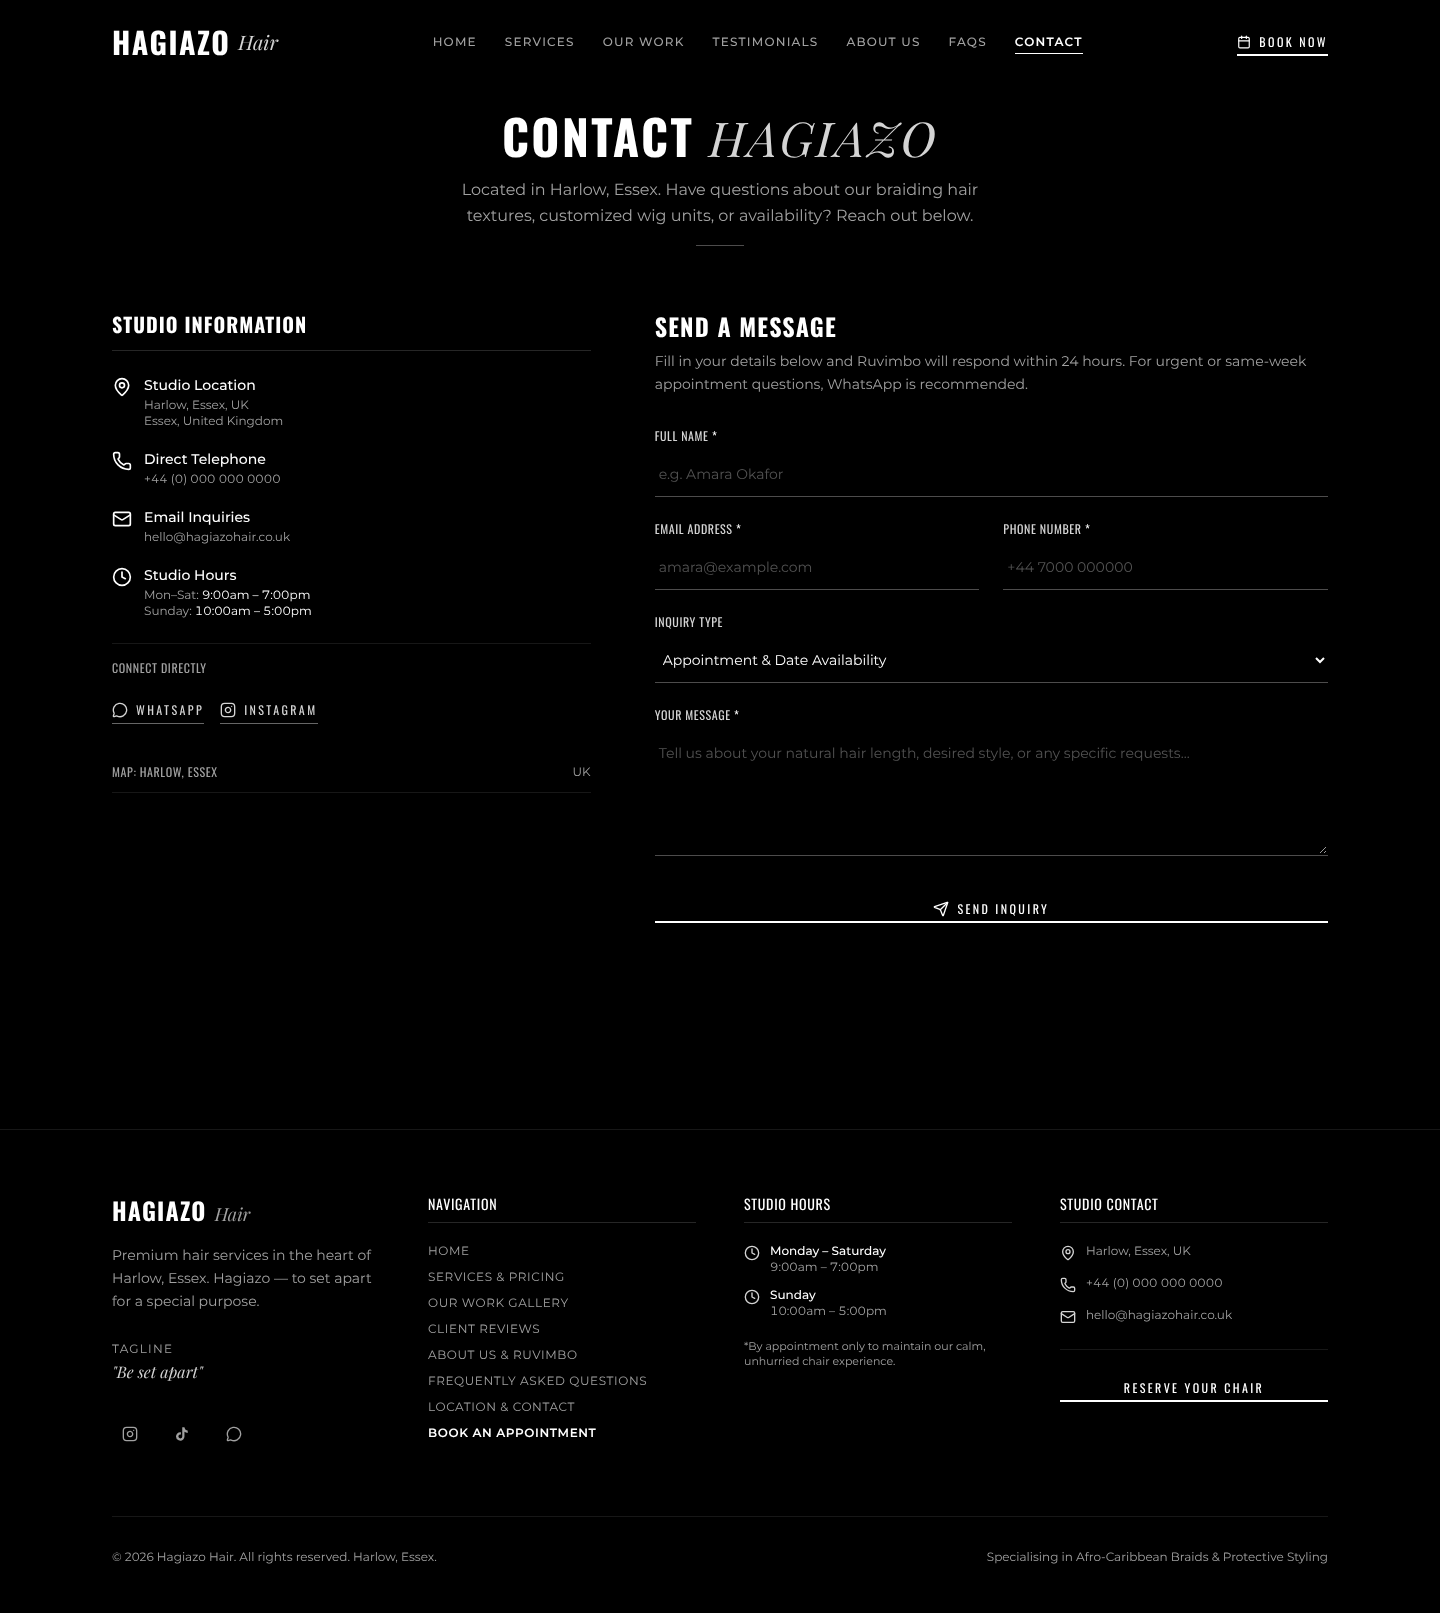 HAGIAZO Hair
HOME SERVICES OUR WORK TESTIMONIALS ABOUT US FAQS CONTACT
BOOK NOW
CONTACT HAGIAZO
Located in Harlow, Essex. Have questions about our braiding hair
textures, customized wig units, or availability? Reach out below.
STUDIO INFORMATION
Studio Location
Harlow, Essex, UK
Essex, United Kingdom
Direct Telephone
+44 (0) 000 000 0000
Email Inquiries
hello@hagiazohair.co.uk
Studio Hours
Mon–Sat: 9:00am – 7:00pm
Sunday: 10:00am – 5:00pm
CONNECT DIRECTLY
WHATSAPP INSTAGRAM
MAP: HARLOW, ESSEX UK
SEND A MESSAGE
Fill in your details below and Ruvimbo will respond within 24 hours. For urgent or same-week
appointment questions, WhatsApp is recommended.
FULL NAME *
e.g. Amara Okafor
EMAIL ADDRESS *
amara@example.com
PHONE NUMBER *
+44 7000 000000
INQUIRY TYPE
Appointment & Date Availability
YOUR MESSAGE *
Tell us about your natural hair length, desired style, or any specific requests...
SEND INQUIRY
HAGIAZO Hair
Premium hair services in the heart of
Harlow, Essex. Hagiazo — to set apart
for a special purpose.
TAGLINE
"Be set apart"
NAVIGATION
HOME
SERVICES & PRICING
OUR WORK GALLERY
CLIENT REVIEWS
ABOUT US & RUVIMBO
FREQUENTLY ASKED QUESTIONS
LOCATION & CONTACT
BOOK AN APPOINTMENT
STUDIO HOURS
Monday – Saturday
9:00am – 7:00pm
Sunday
10:00am – 5:00pm
*By appointment only to maintain our calm,
unhurried chair experience.
STUDIO CONTACT
Harlow, Essex, UK
+44 (0) 000 000 0000
hello@hagiazohair.co.uk
RESERVE YOUR CHAIR
© 2026 Hagiazo Hair. All rights reserved. Harlow, Essex.
Specialising in Afro-Caribbean Braids & Protective Styling